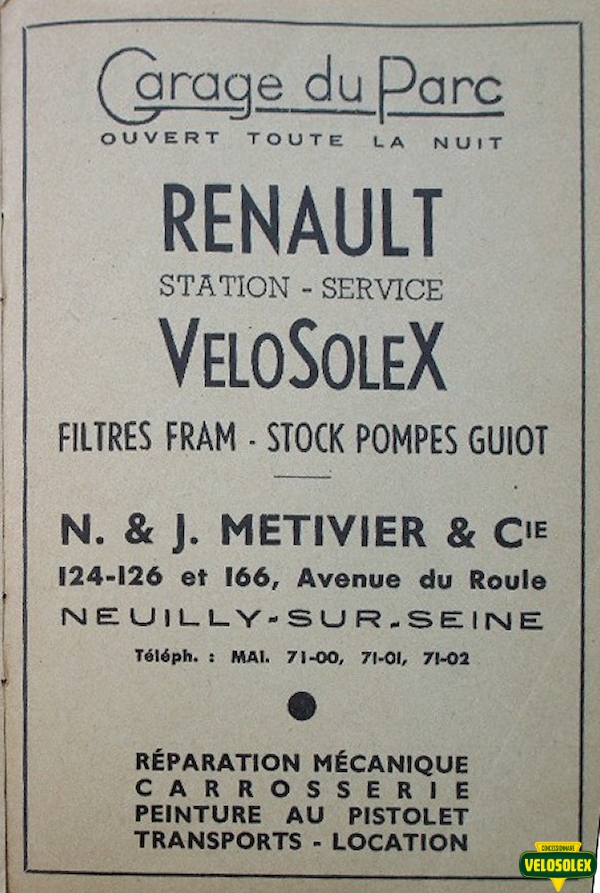 Garage du Parc
OUVERT TOUTE LA NUIT
RENAULT
STATION - SERVICE
VELOSOLEX
FILTRES FRAM - STOCK POMPES GUIOT
N. & J. METIVIER & CIE
124-126 et 166, Avenue du Roule
NEUILLY-SUR-SEINE
Téléph. : MAI. 71-00, 71-01, 71-02
RÉPARATION MÉCANIQUE
CARROSSERIE
PEINTURE AU PISTOLET
TRANSPORTS - LOCATION
CONCESSIONNAIRE
VELOSOLEX